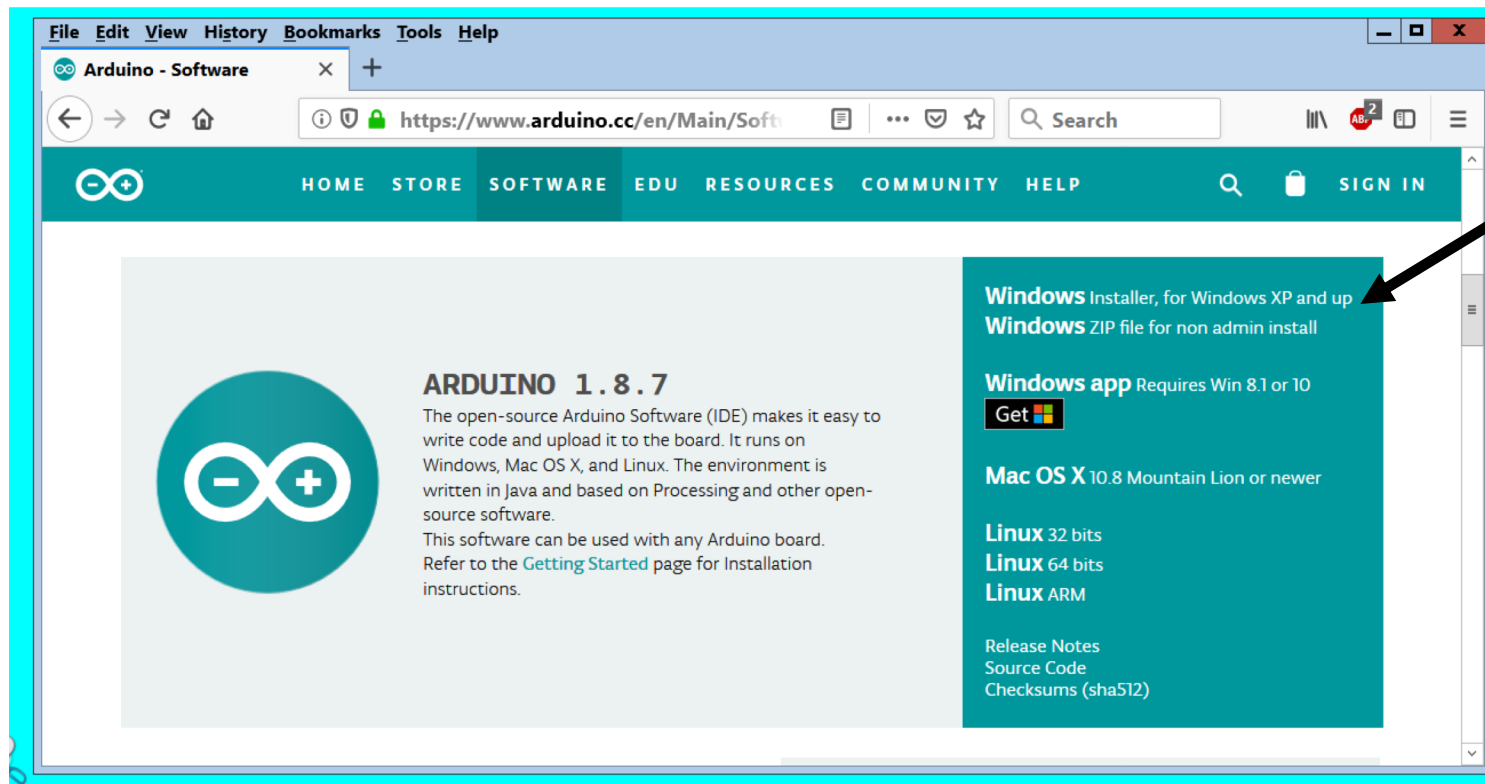 File Edit View History Bookmarks Tools Help
Arduino - Software
https://www.arduino.cc/en/Main/Soft
Search
ABP 2
HOME STORE SOFTWARE EDU RESOURCES COMMUNITY HELP SIGN IN
ARDUINO 1.8.7
The open-source Arduino Software (IDE) makes it easy to
write code and upload it to the board. It runs on
Windows, Mac OS X, and Linux. The environment is
written in Java and based on Processing and other open-
source software.
This software can be used with any Arduino board.
Refer to the Getting Started page for Installation
instructions.
Windows Installer, for Windows XP and up
Windows ZIP file for non admin install
Windows app Requires Win 8.1 or 10
Get
Mac OS X 10.8 Mountain Lion or newer
Linux 32 bits
Linux 64 bits
Linux ARM
Release Notes
Source Code
Checksums (sha512)